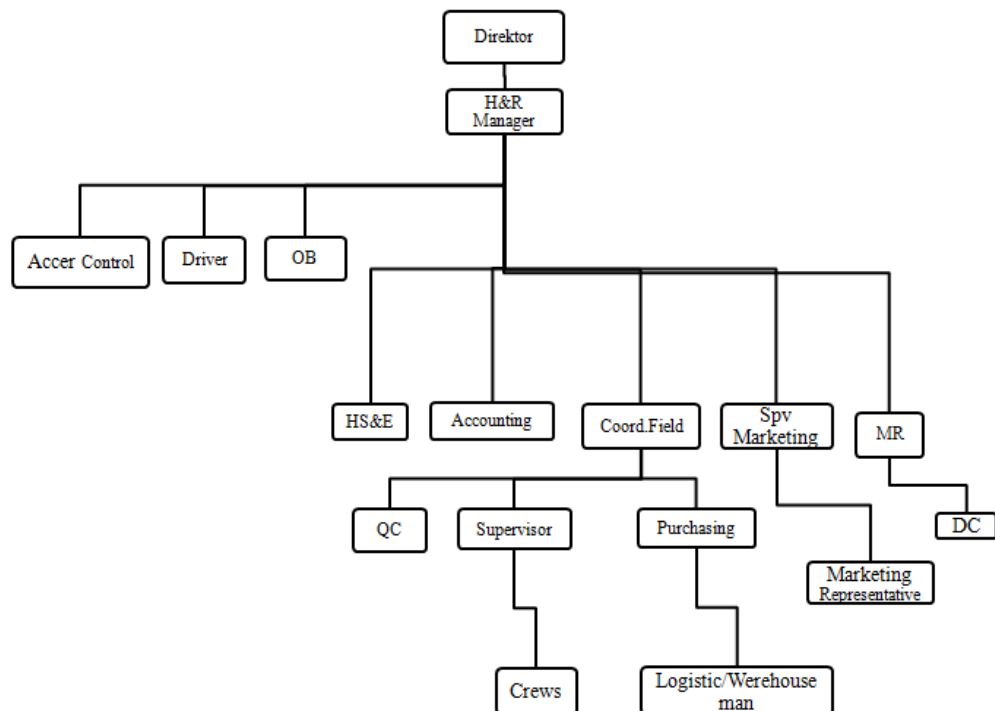 Direktor
H&R
Manager
Accer Control
Driver
OB
HS&E
Accounting
Coord.Field
Spv
Marketing
MR
QC
Supervisor
Purchasing
DC
Marketing
Representative
Crews
Logistic/Werehouse
man